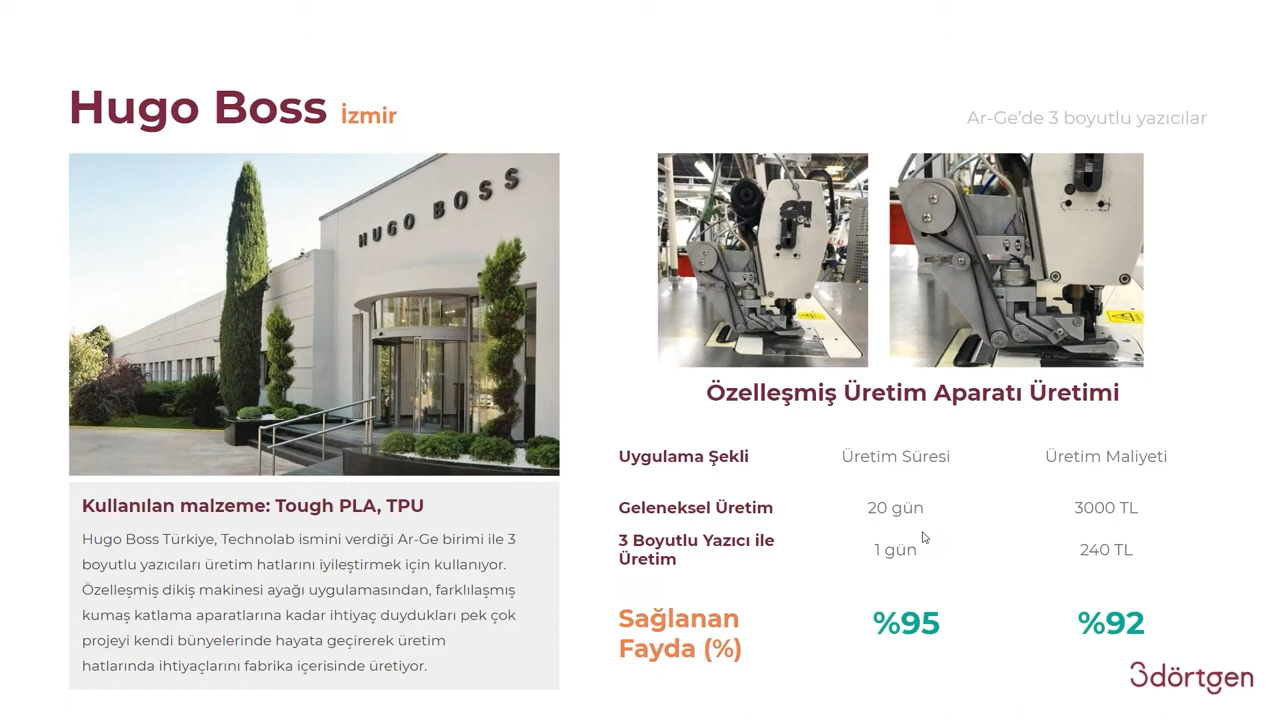 Hugo Boss İzmir
Ar-Ge'de 3 boyutlu yazıcılar
HUGO BOSS
Kullanılan malzeme: Tough PLA, TPU
Hugo Boss Türkiye, Technolab ismini verdiği Ar-Ge birimi ile 3
boyutlu yazıcıları üretim hatlarını iyileştirmek için kullanıyor.
Özelleşmiş dikiş makinesi ayağı uygulamasından, farklılaşmış
kumaş katlama aparatlarına kadar ihtiyaç duydukları pek çok
projeyi kendi bünyelerinde hayata geçirerek üretim
hatlarında ihtiyaçlarını fabrika içerisinde üretiyor.
Özelleşmiş Üretim Aparatı Üretimi
Uygulama Şekli Üretim Süresi Üretim Maliyeti
Geleneksel Üretim 20 gün 3000 TL
3 Boyutlu Yazıcı ile
Üretim 1 gün 240 TL
Sağlanan
Fayda (%) %95 %92
3dörtgen